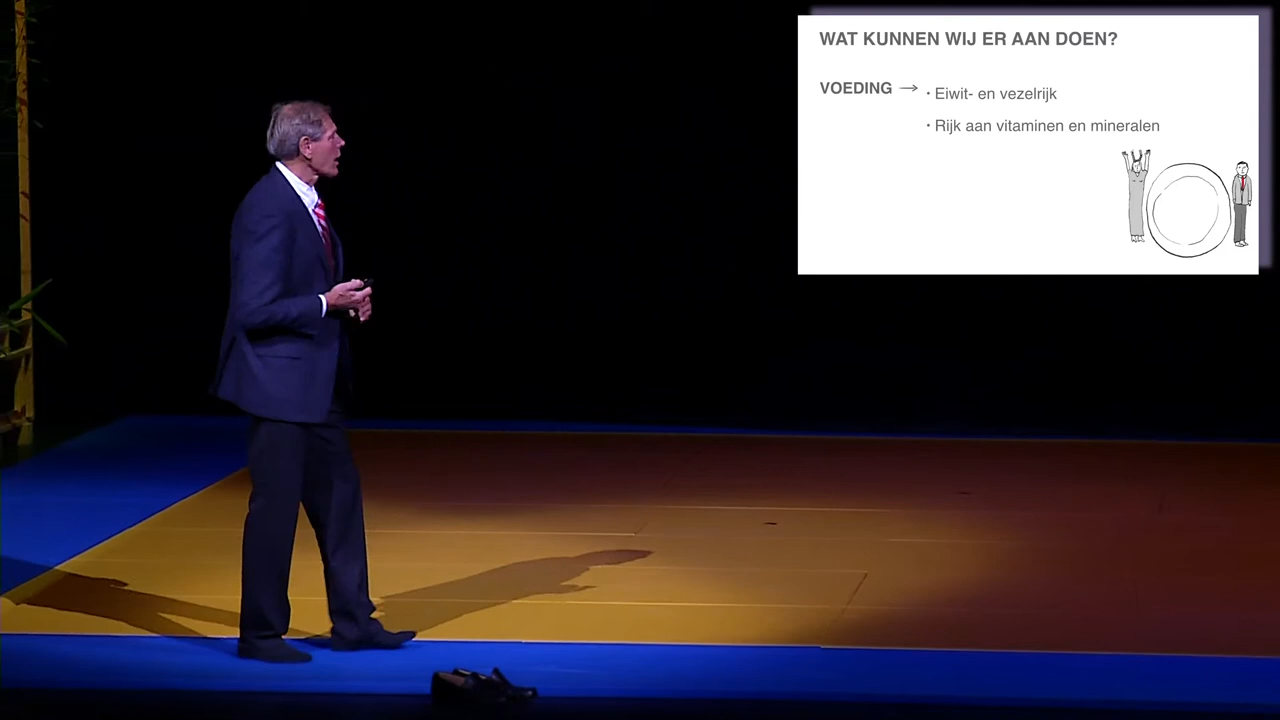 WAT KUNNEN WIJ ER AAN DOEN?
VOEDING → · Eiwit- en vezelrijk
· Rijk aan vitaminen en mineralen